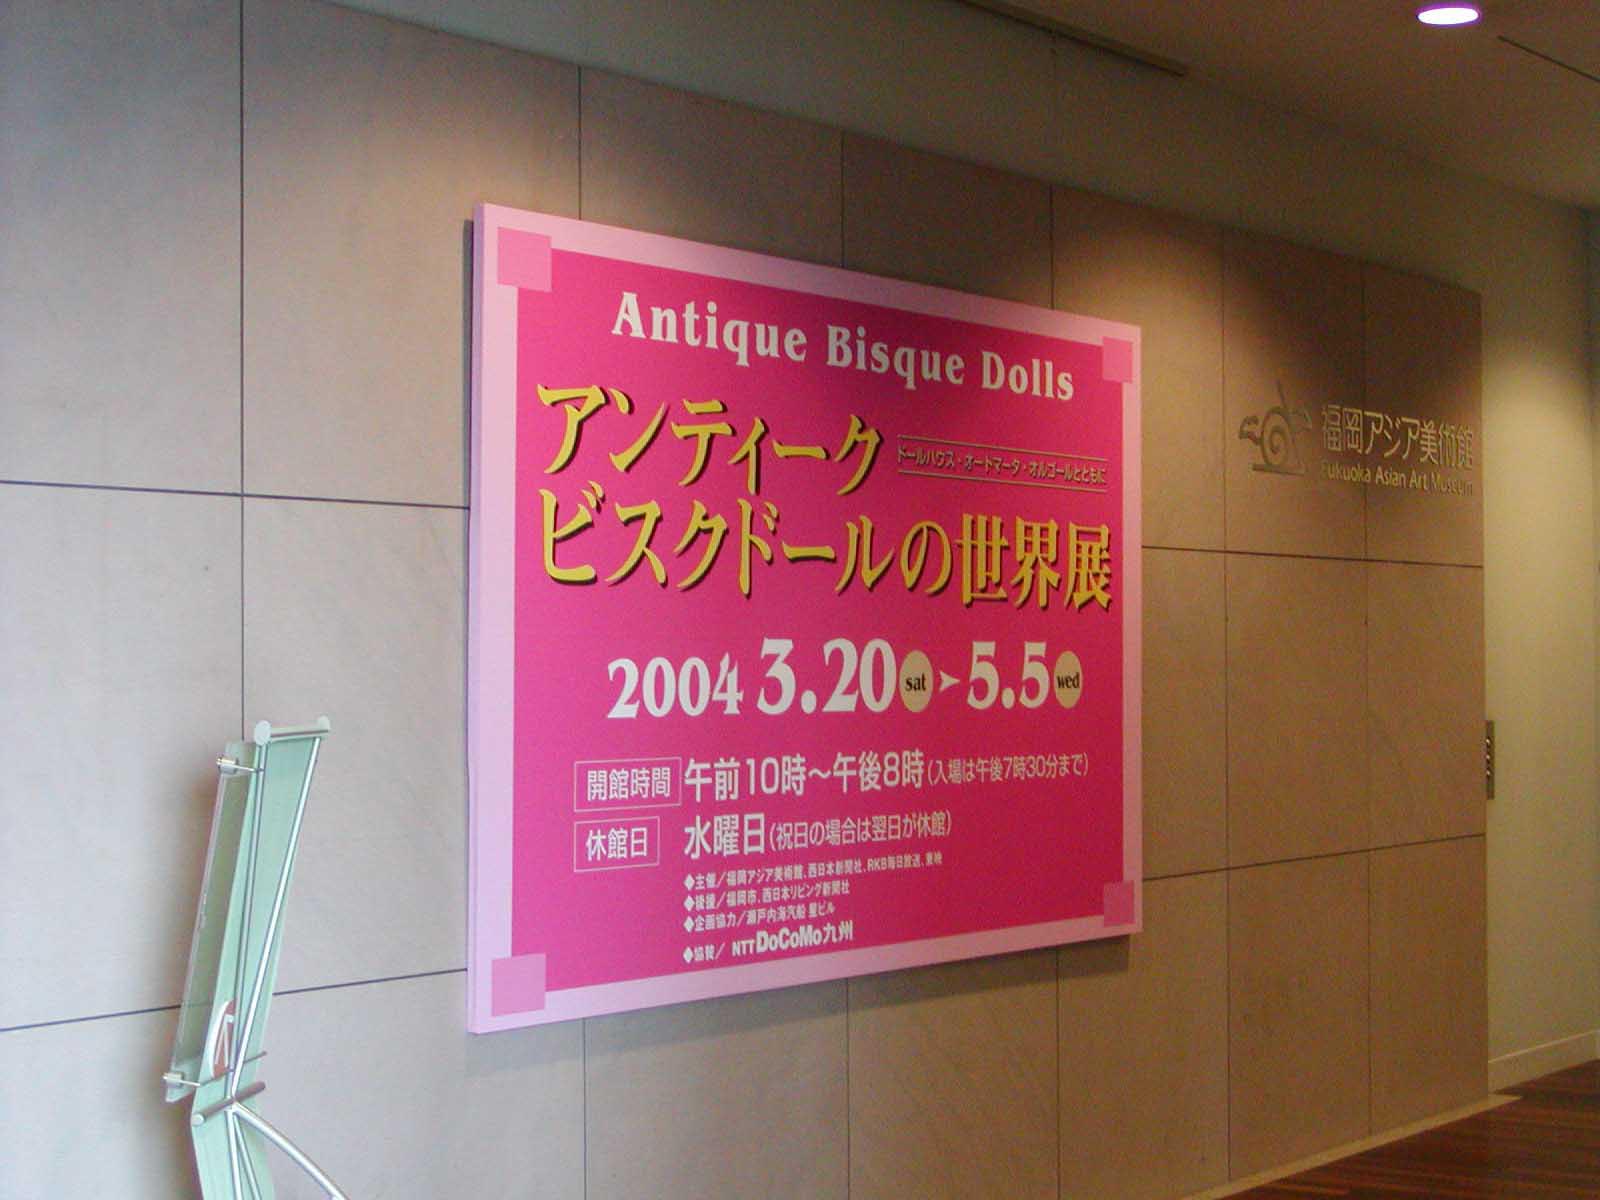 Antique Bisque Dolls
アンティーク
ドールハウス・オートマータ・オルゴールとともに
ビスクドールの世界展
2004 3.20 sat ➤ 5.5 wed
開館時間 午前10時〜午後8時(入場は午後7時30分まで)
休館日 水曜日(祝日の場合は翌日が休館)
◆主催／福岡アジア美術館、西日本新聞社、RKB毎日放送、東映
◆後援／福岡市、西日本リビング新聞社
◆企画協力／瀬戸内海汽船 星ビル
◆協賛／NTT DoCoMo九州
福岡アジア美術館
Fukuoka Asian Art Museum